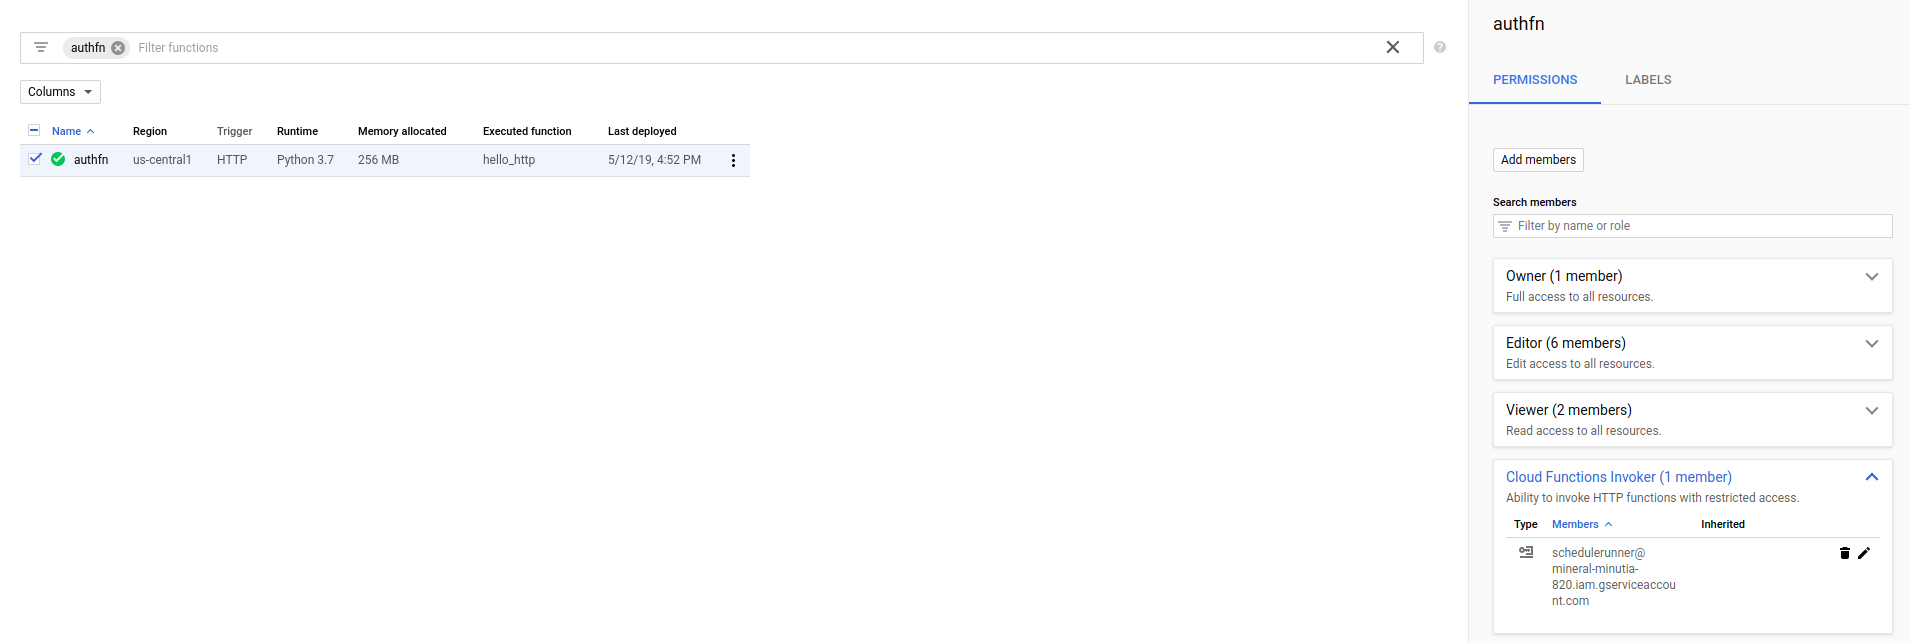 authfn Filter functions
Columns
Name Region Trigger Runtime Memory allocated Executed function Last deployed
authfn us-central1 HTTP Python 3.7 256 MB hello_http 5/12/19, 4:52 PM
authfn
PERMISSIONS LABELS
Add members
Search members
Filter by name or role
Owner (1 member)
Full access to all resources.
Editor (6 members)
Edit access to all resources.
Viewer (2 members)
Read access to all resources.
Cloud Functions Invoker (1 member)
Ability to invoke HTTP functions with restricted access.
Type Members Inherited
schedulerunner@
mineral-minutia-
820.iam.gserviceaccou
nt.com